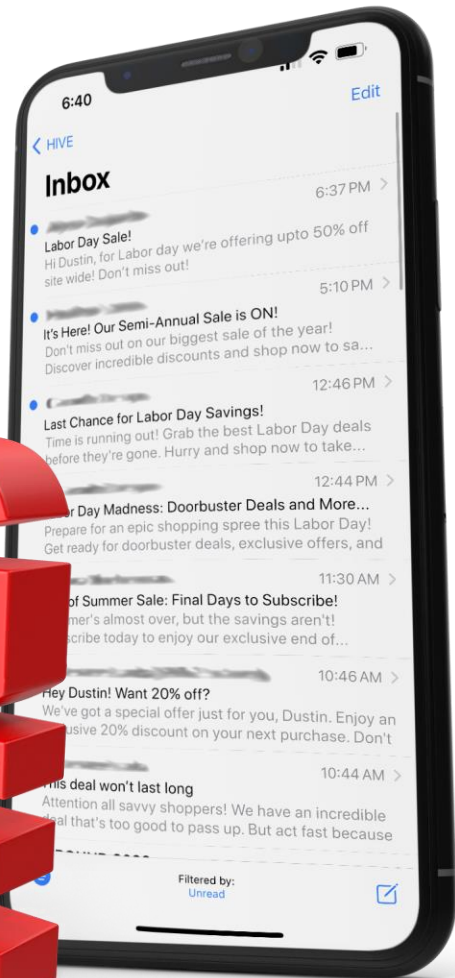 6:40
HIVE
Edit
Inbox
6:37 PM
Labor Day Sale!
Hi Dustin, for Labor day we're offering upto 50% off
site wide! Don't miss out!
5:10 PM
It's Here! Our Semi-Annual Sale is ON!
Don't miss out on our biggest sale of the year!
Discover incredible discounts and shop now to sa...
12:46 PM
Last Chance for Labor Day Savings!
Time is running out! Grab the best Labor Day deals
before they're gone. Hurry and shop now to take...
12:44 PM
Day Madness: Doorbuster Deals and More...
Prepare for an epic shopping spree this Labor Day!
Get ready for doorbuster deals, exclusive offers, and
11:30 AM
of Summer Sale: Final Days to Subscribe!
almost over, but the savings aren't!
today to enjoy our exclusive end of...
10:46 AM
Hey Dustin! Want 20% off?
We've got a special offer just for you, Dustin. Enjoy an
20% discount on your next purchase. Don't
10:44 AM
This deal won't last long
Attention all savvy shoppers! We have an incredible
deal that's too good to pass up. But act fast because
Filtered by:
Unread